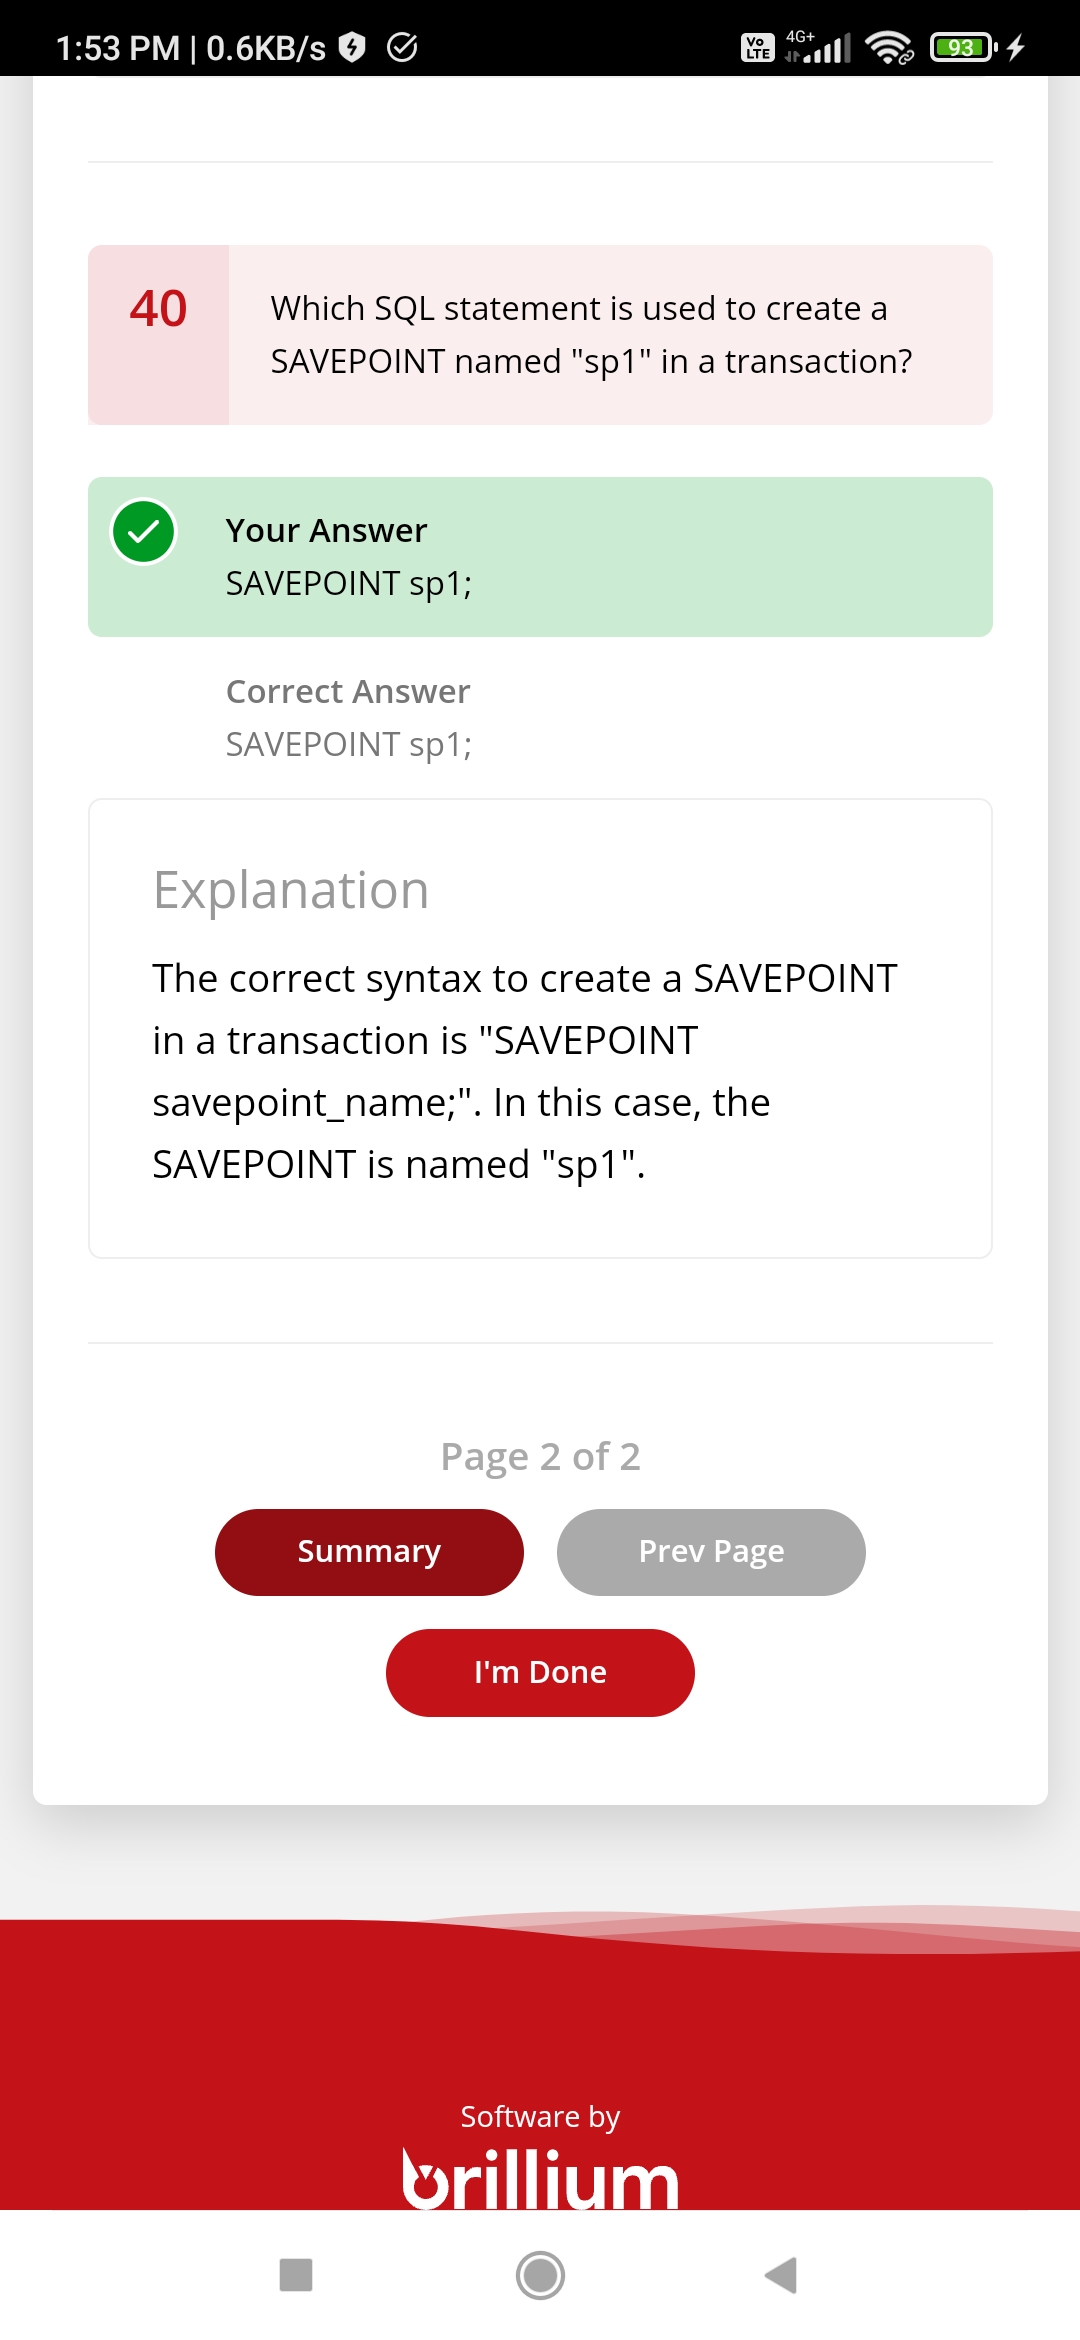 1:53 PM | 0.6KB/s
Vo LTE 4G+ 93
40
Which SQL statement is used to create a
SAVEPOINT named "sp1" in a transaction?
Your Answer
SAVEPOINT sp1;
Correct Answer
SAVEPOINT sp1;
Explanation
The correct syntax to create a SAVEPOINT
in a transaction is "SAVEPOINT
savepoint_name;". In this case, the
SAVEPOINT is named "sp1".
Page 2 of 2
Summary
Prev Page
I'm Done
Software by
brillium